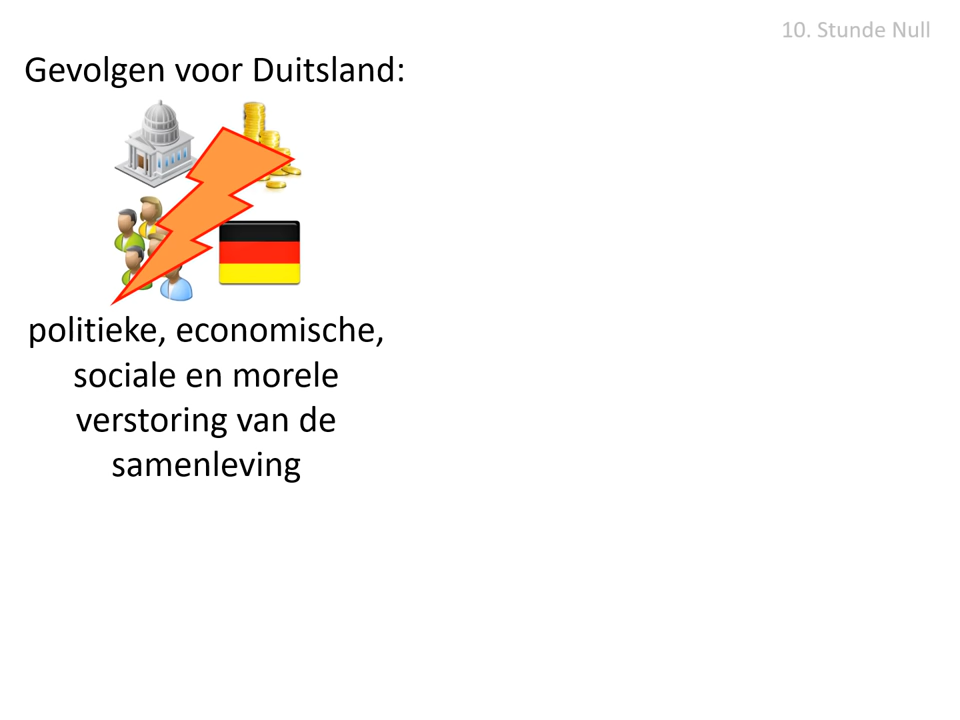 10. Stunde Null
Gevolgen voor Duitsland:
politieke, economische,
sociale en morele
verstoring van de
samenleving